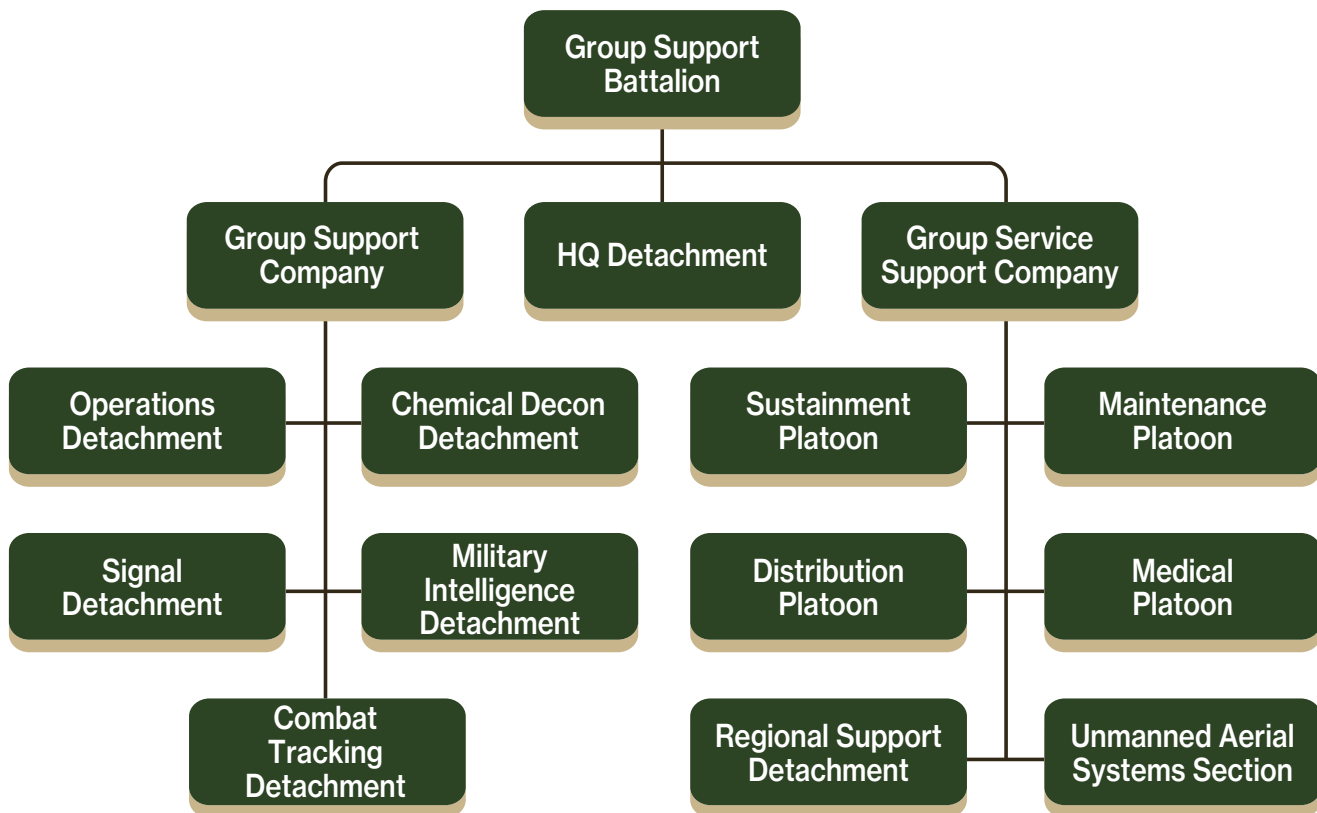 Group Support
Battalion
Group Support
Company
HQ Detachment
Group Service
Support Company
Operations
Detachment
Chemical Decon
Detachment
Sustainment
Platoon
Maintenance
Platoon
Signal
Detachment
Military
Intelligence
Detachment
Distribution
Platoon
Medical
Platoon
Combat
Tracking
Detachment
Regional Support
Detachment
Unmanned Aerial
Systems Section